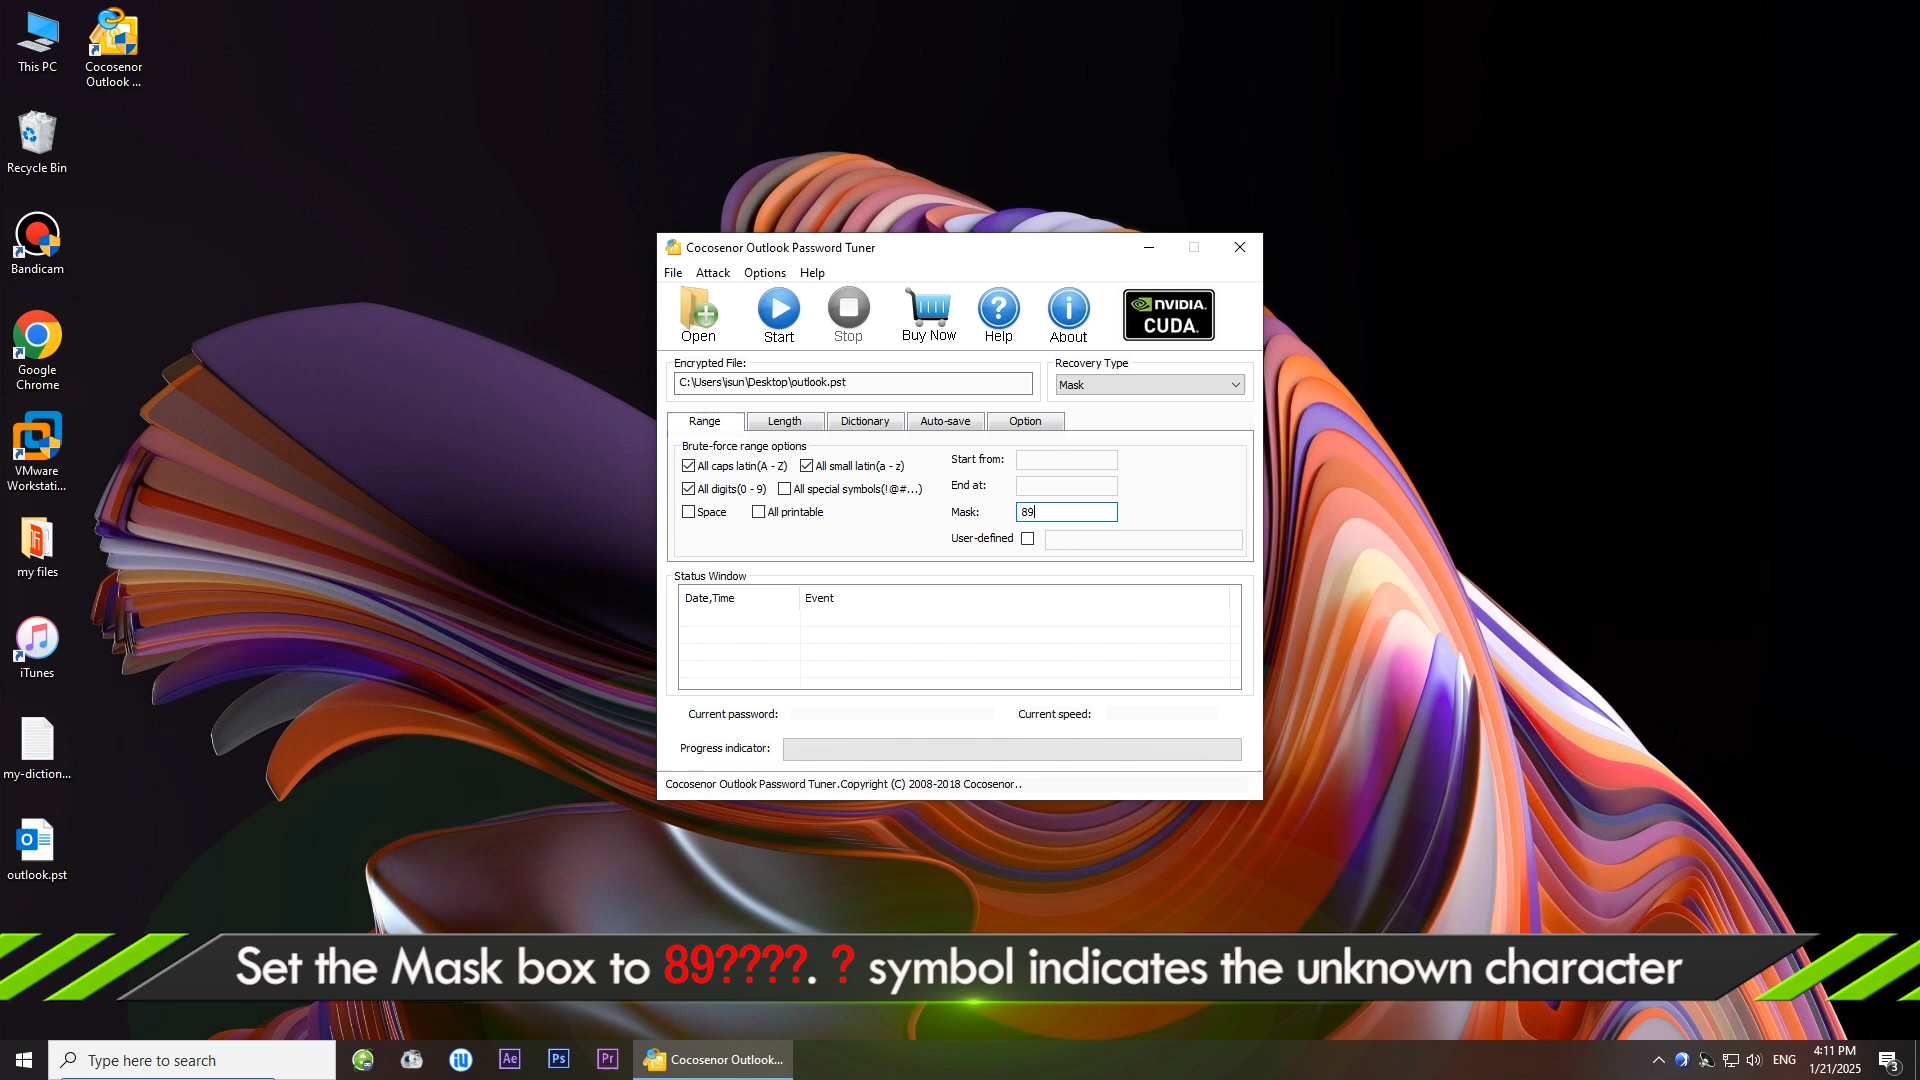 This PC
Cocosenor
Outlook ...
Recycle Bin
Bandicam
Google
Chrome
VMware
Workstati...
my files
iTunes
my-diction...
outlook.pst
Cocosenor Outlook Password Tuner
File Attack Options Help
Open Start Stop Buy Now Help About
NVIDIA.
CUDA.
Encrypted File:
C:\Users\isun\Desktop\outlook.pst
Recovery Type
Mask
Range Length Dictionary Auto-save Option
Brute-force range options
All caps latin(A - Z) All small latin(a - z)
All digits(0 - 9) All special symbols(!@#...)
Space All printable
Start from:
End at:
Mask: 89
User-defined
Status Window
Date,Time Event
Current password: Current speed:
Progress indicator:
Cocosenor Outlook Password Tuner.Copyright (C) 2008-2018 Cocosenor..
Set the Mask box to 89????. ? symbol indicates the unknown character
Type here to search
iU
Ae
Ps
Pr
Cocosenor Outlook...
ENG
4:11 PM
1/21/2025
3